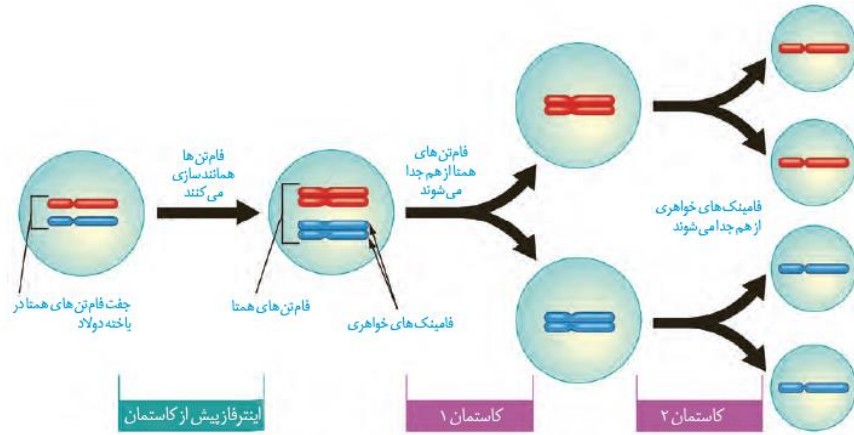 فام‌تن‌ها
همانندسازی
می‌کنند
فام‌تن‌های
همتا از هم جدا
می‌شوند
فامینک‌های خواهری
از هم جدا می‌شوند
جفت فام‌تن‌های همتا در
یاخته دولاد
فام‌تن‌های همتا
فامینک‌های خواهری
اینترفاز پیش از کاستمان
کاستمان ۱
کاستمان ۲